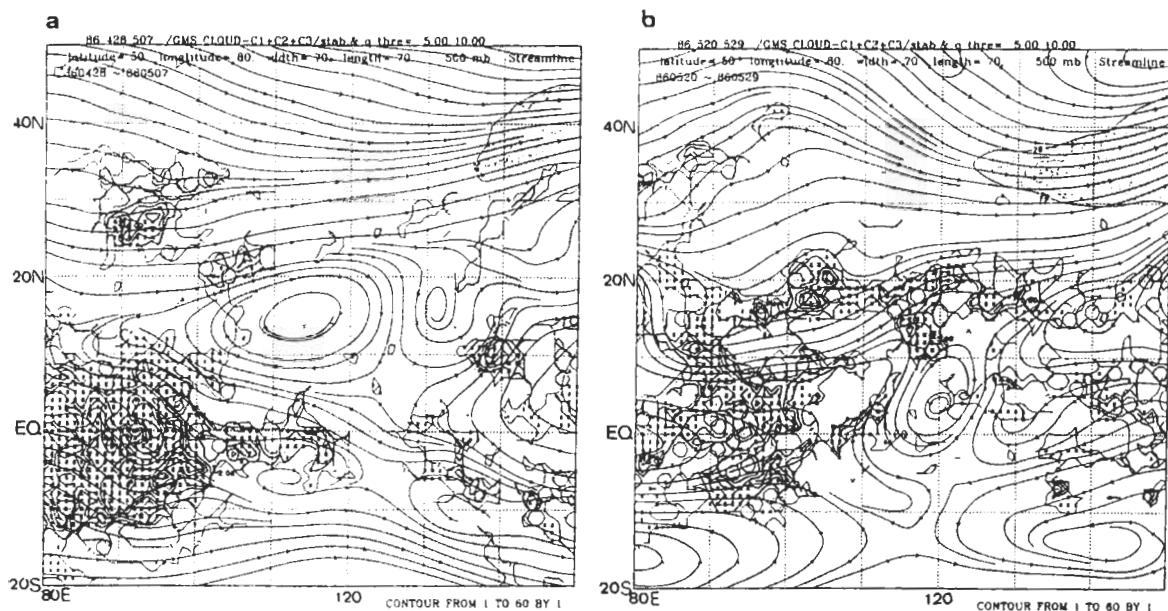 a
86 428 507 /GMS CLOUD-C1+C2+C3/stab & q thre= 5.00 10.00
latitude= 50 longtitude= 80. width= 70. length= 70. 500 mb Streamline
860428 ~ 860507
40N
20N
EQ
20S
80E
120
CONTOUR FROM 1 TO 60 BY 1
b
86 520 529 /GMS CLOUD-C1+C2+C3/stab & q thre= 5.00 10.00
latitude= 50 longtitude= 80. width= 70. length= 70. 500 mb Streamline
860520 ~ 860529
40N
20N
EQ
20S
80E
120
CONTOUR FROM 1 TO 60 BY 1